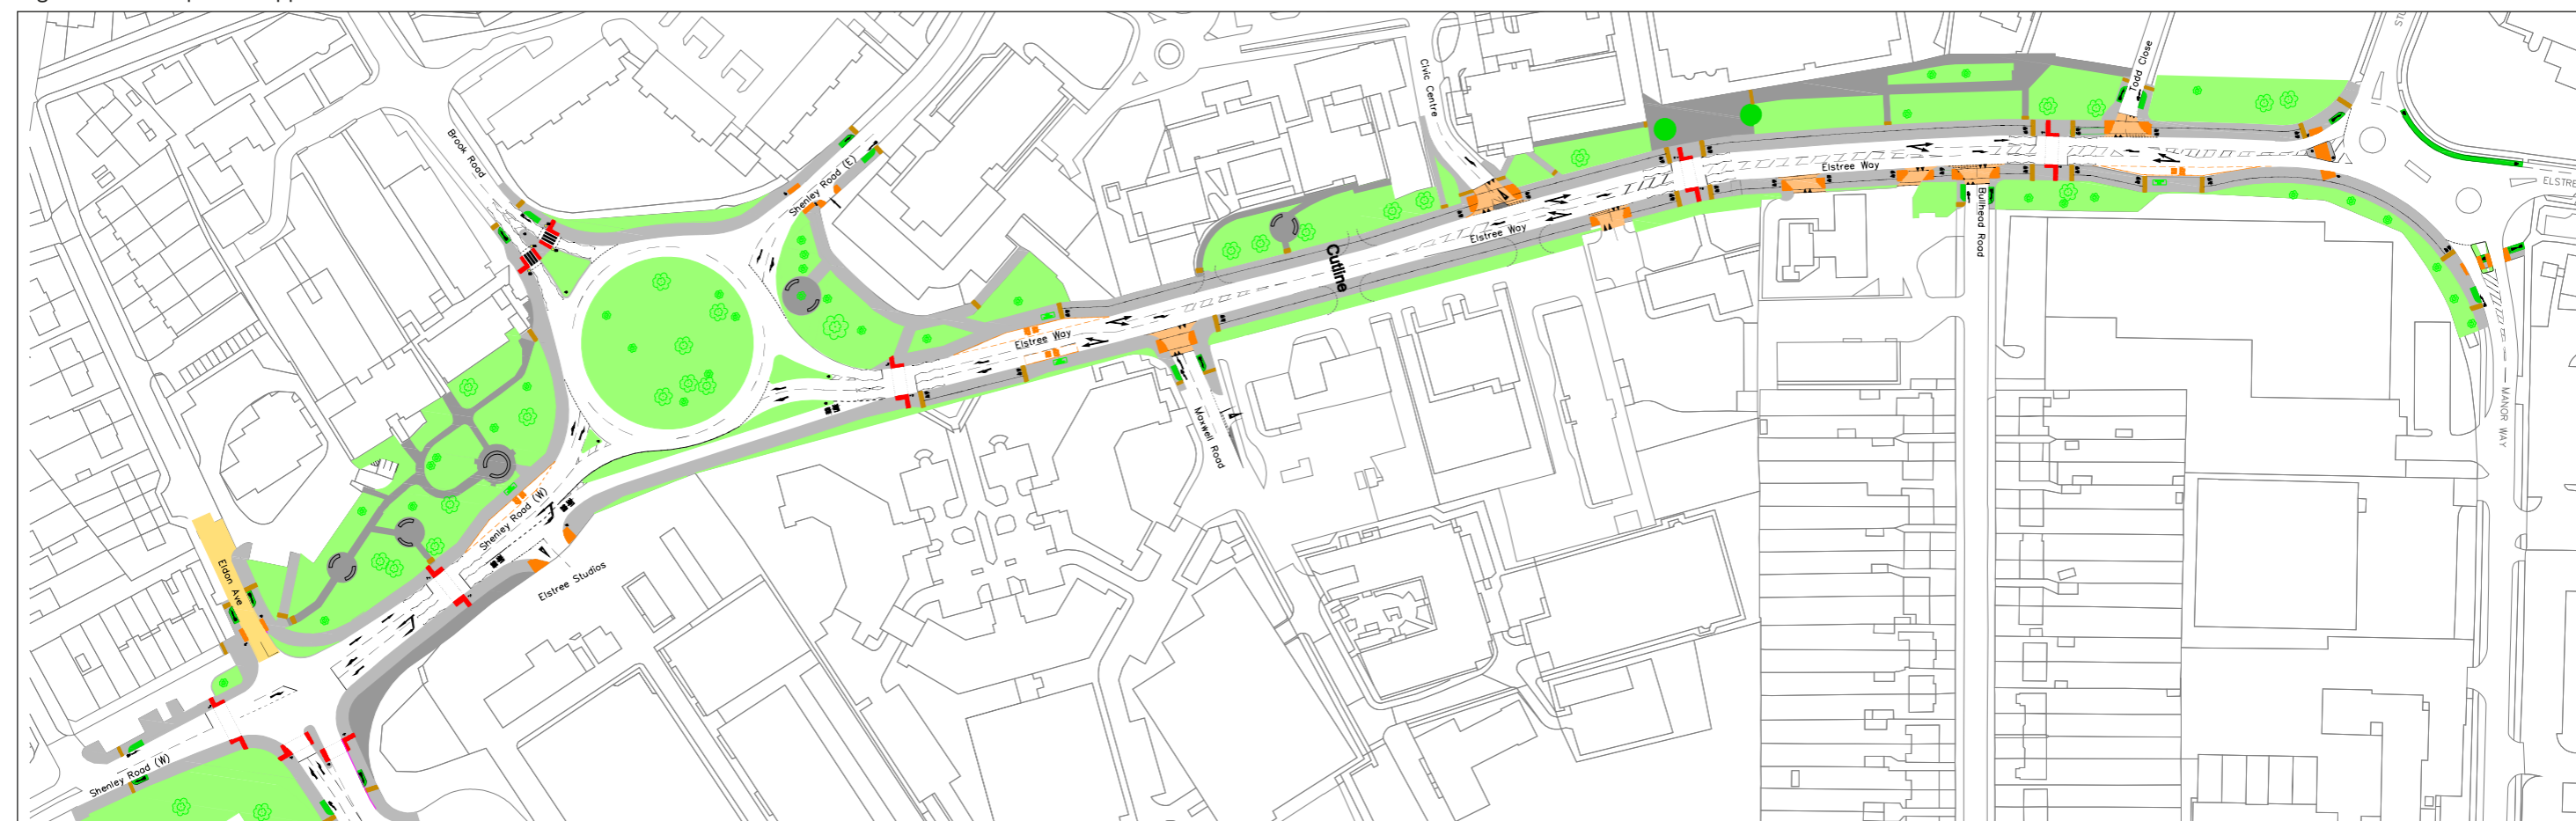 Civic Centre
Todd Close
Brook Road
Shenley Road (E)
Elstree Way
Bullhead Road
Elstree Way
Cutline
Elstree Way
MANOR WAY
Maxwell Road
Shenley Road (W)
Elstree Studios
Eldon Ave
Shenley Road (W)